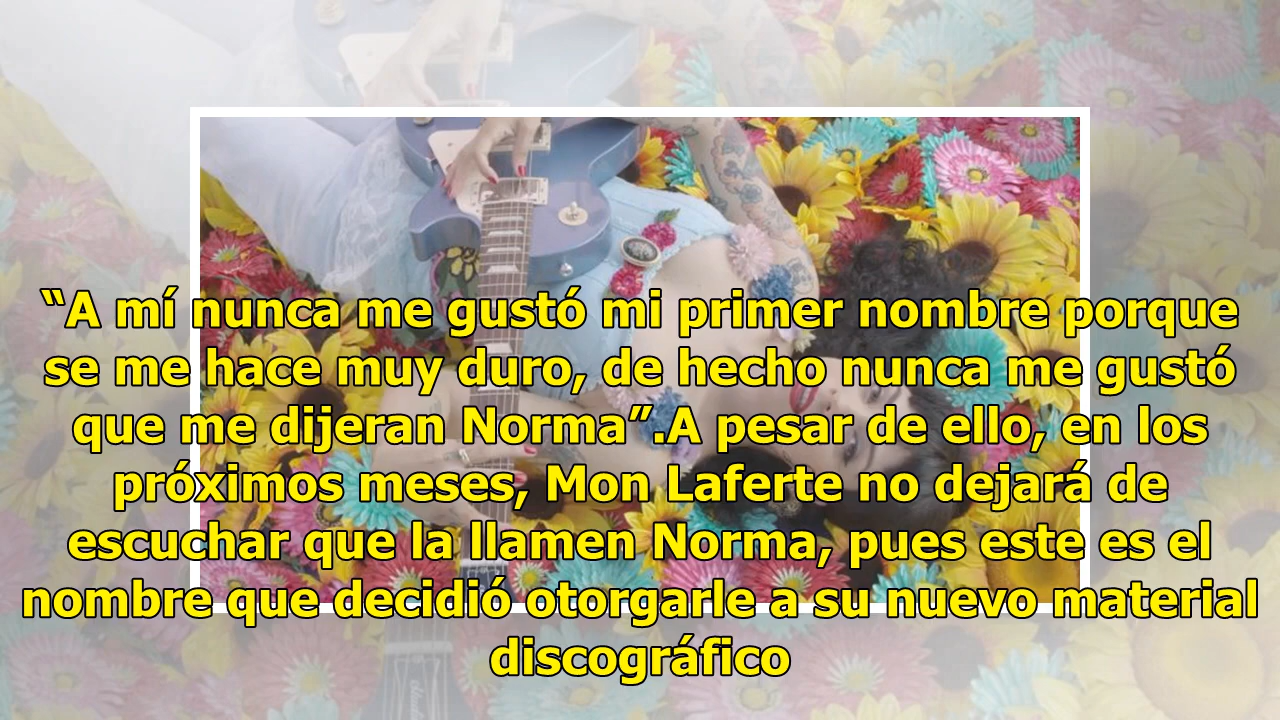 “A mí nunca me gustó mi primer nombre porque
se me hace muy duro, de hecho nunca me gustó
que me dijeran Norma”.A pesar de ello, en los
próximos meses, Mon Laferte no dejará de
escuchar que la llamen Norma, pues este es el
nombre que decidió otorgarle a su nuevo material
discográfico